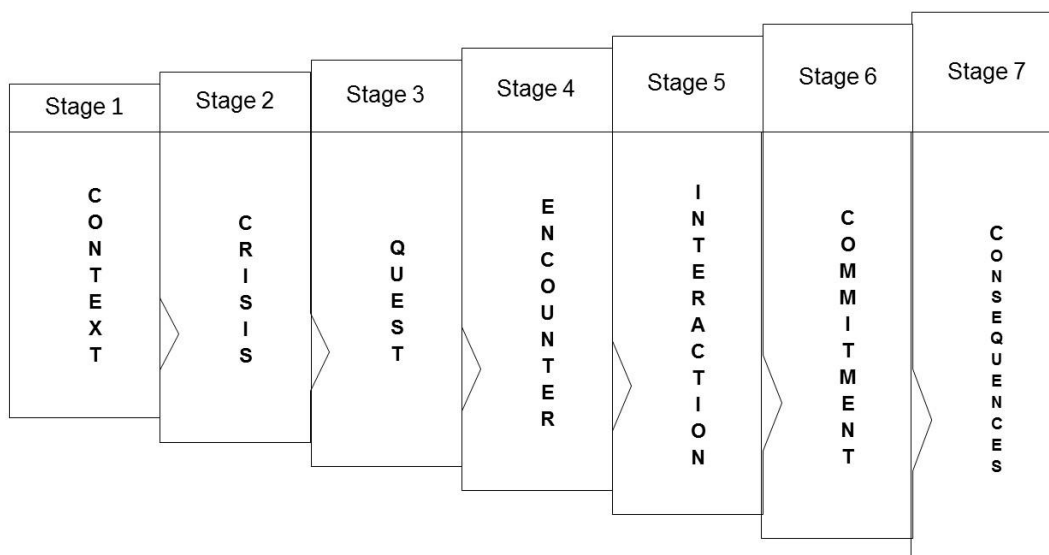 Stage 1
Stage 2
Stage 3
Stage 4
Stage 5
Stage 6
Stage 7
CONTEXT
CRISIS
QUEST
ENCOUNTER
INTERACTION
COMMITMENT
CONSEQUENCES